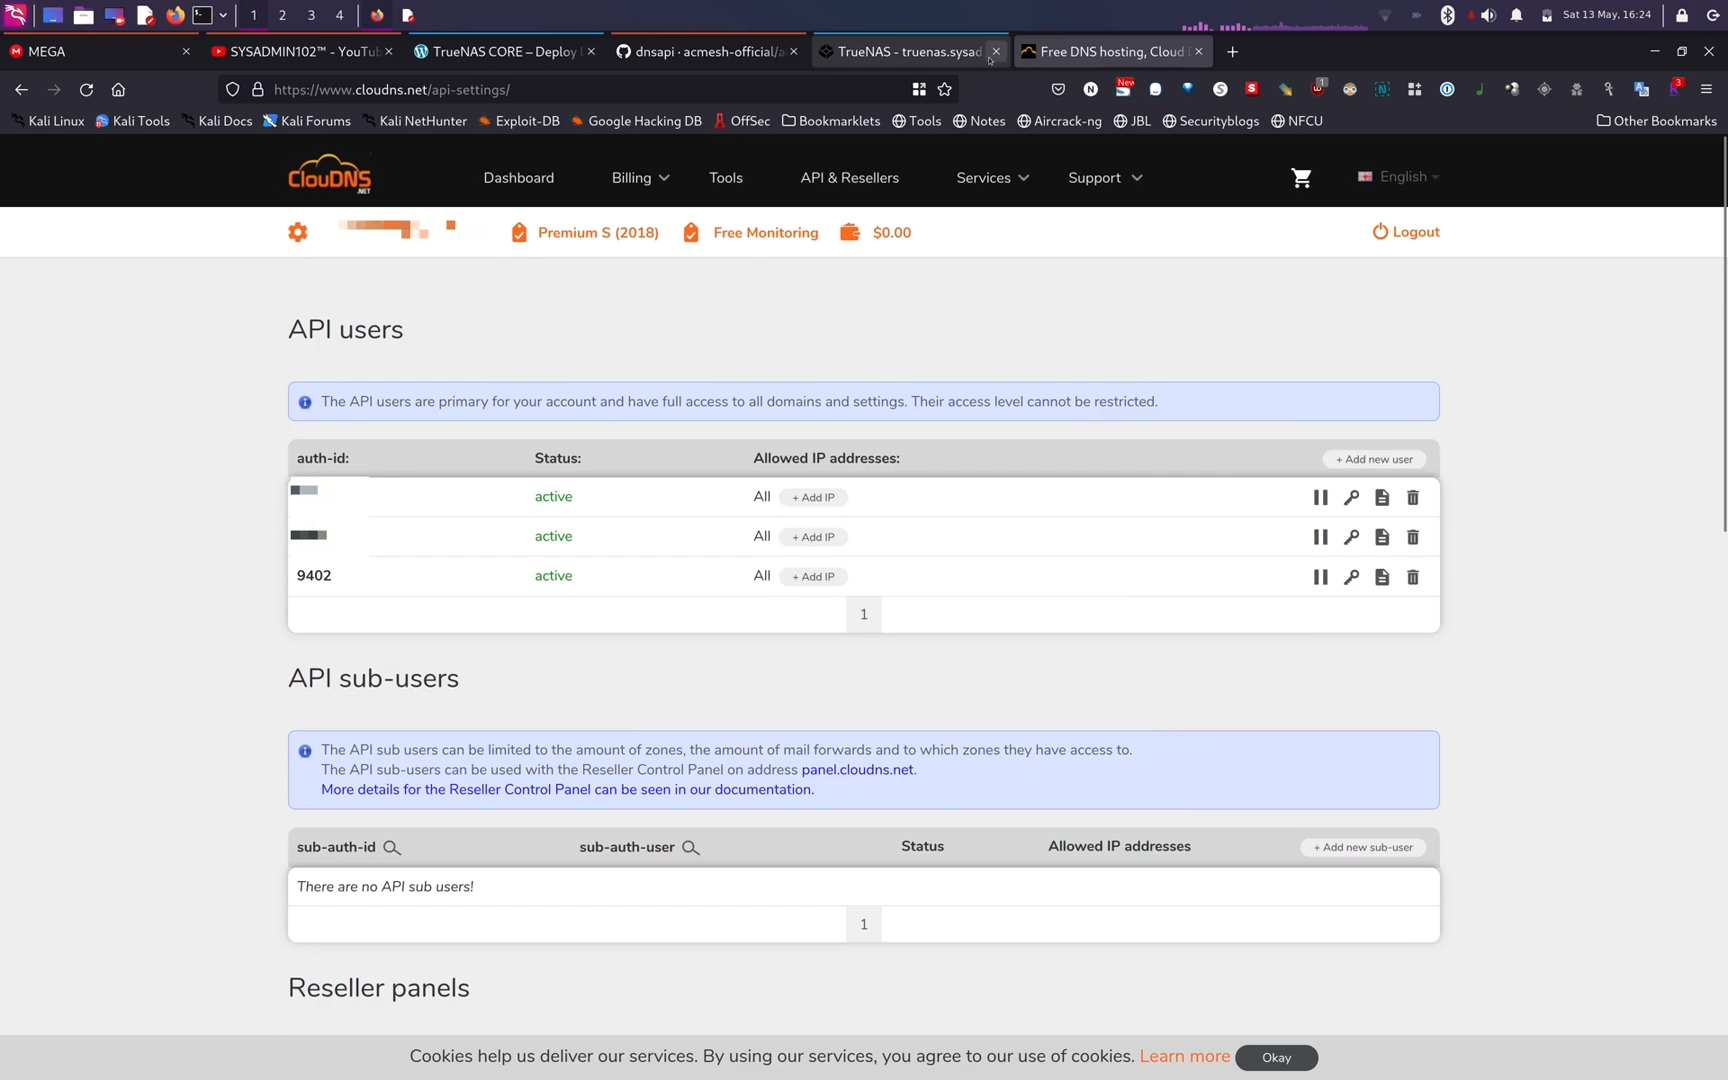 1 2 3 4 Sat 13 May, 16:24
MEGA SYSADMIN102™ - YouTub TrueNAS CORE – Deploy dnsapi · acmesh-official/a TrueNAS - truenas.sysad Free DNS hosting, Cloud
https://www.cloudns.net/api-settings/ New 1 3
Kali Linux Kali Tools Kali Docs Kali Forums Kali NetHunter Exploit-DB Google Hacking DB OffSec Bookmarklets Tools Notes Aircrack-ng JBL Securityblogs NFCU Other Bookmarks
ClouDNS .NET Dashboard Billing Tools API & Resellers Services Support English
Premium S (2018) Free Monitoring $0.00 Logout
API users
The API users are primary for your account and have full access to all domains and settings. Their access level cannot be restricted.
auth-id: Status: Allowed IP addresses: + Add new user
active All + Add IP
active All + Add IP
9402 active All + Add IP
1
API sub-users
The API sub users can be limited to the amount of zones, the amount of mail forwards and to which zones they have access to.
The API sub-users can be used with the Reseller Control Panel on address panel.cloudns.net.
More details for the Reseller Control Panel can be seen in our documentation.
sub-auth-id sub-auth-user Status Allowed IP addresses + Add new sub-user
There are no API sub users!
1
Reseller panels
Cookies help us deliver our services. By using our services, you agree to our use of cookies. Learn more Okay